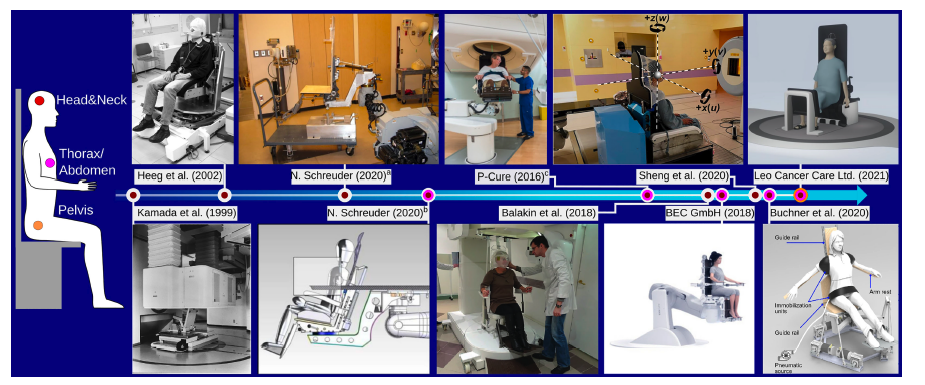 +z(w)
+y(v)
+x(u)
Head&Neck
Thorax/
Abdomen
Pelvis
Heeg et al. (2002)
N. Schreuder (2020)a
P-Cure (2016)c
Sheng et al. (2020)
Leo Cancer Care Ltd. (2021)
Kamada et al. (1999)
N. Schreuder (2020)b
Balakin et al. (2018)
BEC GmbH (2018)
Buchner et al. (2020)
Guide rail
Arm rest
Immobilization
units
Guide rail
Pneumatic
source